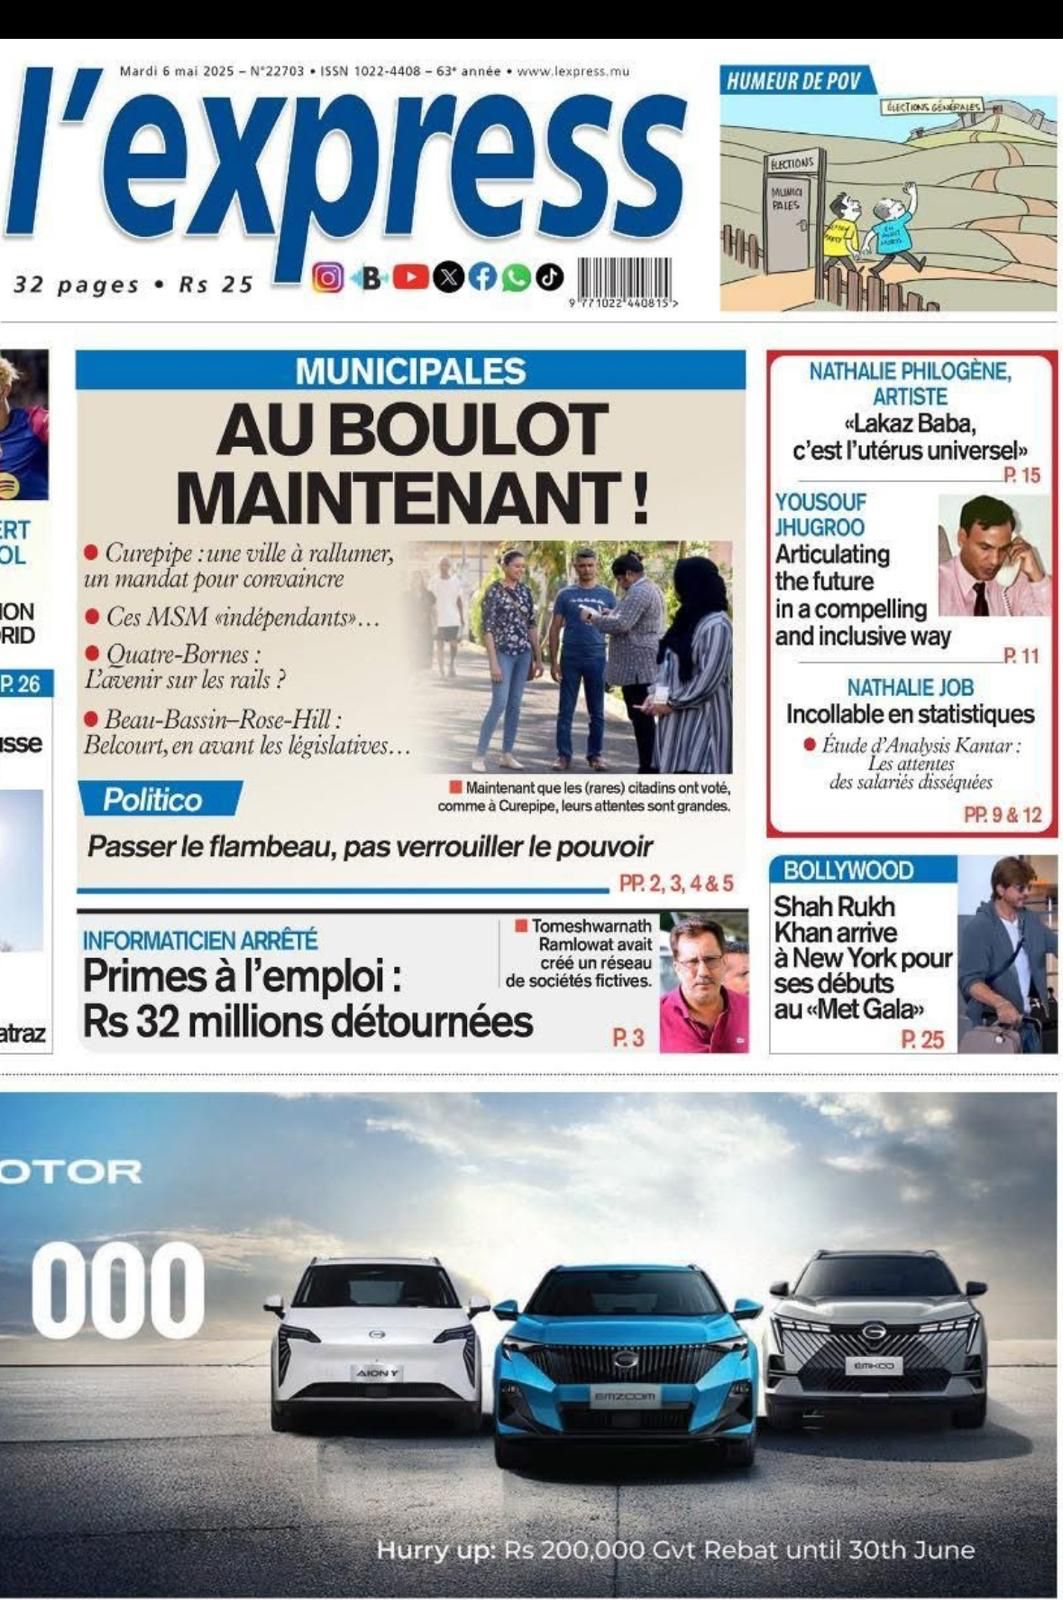 Mardi 6 mai 2025 – N°22703 • ISSN 1022-4408 – 63e année • www.lexpress.mu
l'express
32 pages • Rs 25
9 771022 440815 >
HUMEUR DE POV
ÉLECTIONS GÉNÉRALES
ÉLECTIONS
MUNICI
PALES
EN
AVANT
ERT
OL
ION
RID
P. 26
usse
atraz
MUNICIPALES
AU BOULOT
MAINTENANT !
• Curepipe : une ville à rallumer,
un mandat pour convaincre
• Ces MSM «indépendants»…
• Quatre-Bornes :
L'avenir sur les rails ?
• Beau-Bassin–Rose-Hill :
Belcourt, en avant les législatives…
Maintenant que les (rares) citadins ont voté,
comme à Curepipe, leurs attentes sont grandes.
Politico
Passer le flambeau, pas verrouiller le pouvoir
PP. 2, 3, 4 & 5
INFORMATICIEN ARRÊTÉ
Primes à l'emploi :
Rs 32 millions détournées
Tomeshwarnath
Ramlowat avait
créé un réseau
de sociétés fictives.
P. 3
NATHALIE PHILOGÈNE,
ARTISTE
«Lakaz Baba,
c'est l'utérus universel»
P. 15
YOUSOUF
JHUGROO
Articulating
the future
in a compelling
and inclusive way
P. 11
NATHALIE JOB
Incollable en statistiques
• Étude d'Analysis Kantar :
Les attentes
des salariés disséquées
PP. 9 & 12
BOLLYWOOD
Shah Rukh
Khan arrive
à New York pour
ses débuts
au «Met Gala»
P. 25
OTOR
000
AION Y
EMZOOM
EMKOO
Hurry up: Rs 200,000 Gvt Rebat until 30th June